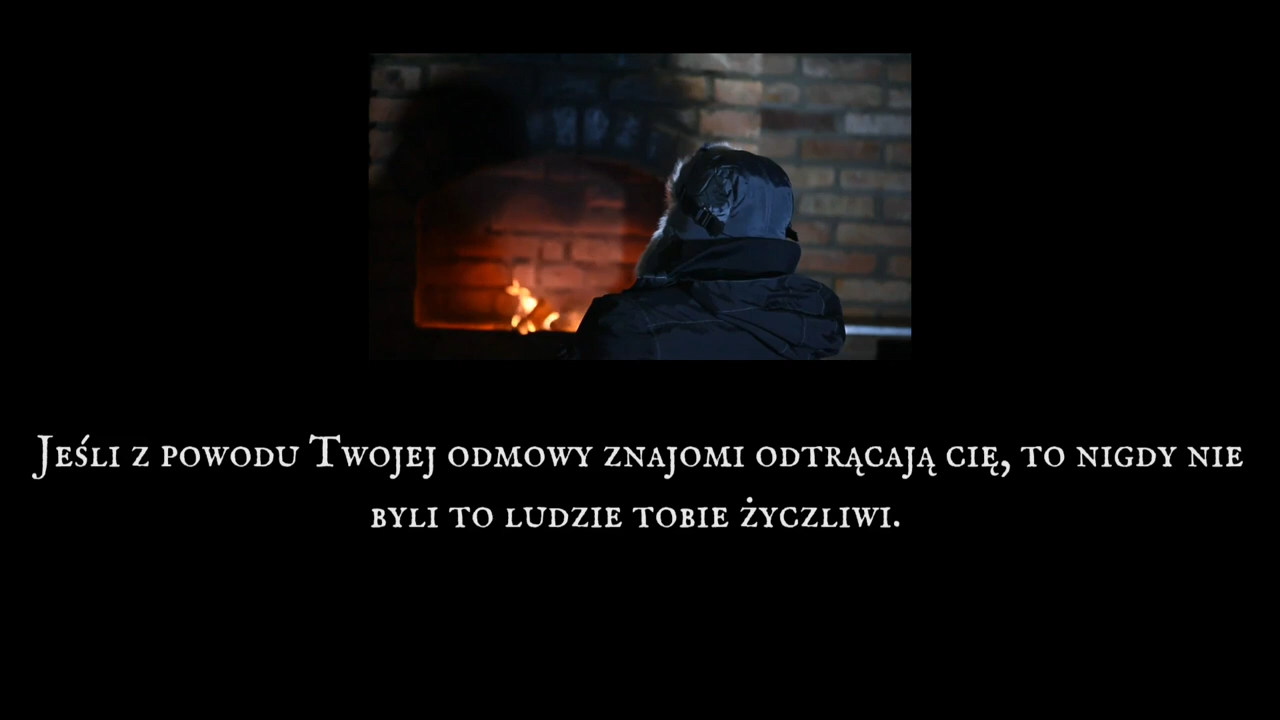 Jeśli z powodu Twojej odmowy znajomi odtrącają cię, to nigdy nie
byli to ludzie tobie życzliwi.